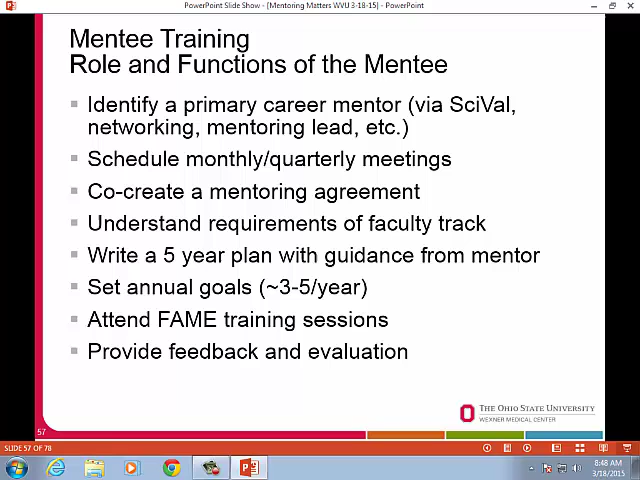 PowerPoint Slide Show - [Mentoring Matters WVU 3-18-15] - PowerPoint
Mentee Training
Role and Functions of the Mentee
Identify a primary career mentor (via SciVal,
networking, mentoring lead, etc.)
Schedule monthly/quarterly meetings
Co-create a mentoring agreement
Understand requirements of faculty track
Write a 5 year plan with guidance from mentor
Set annual goals (~3-5/year)
Attend FAME training sessions
Provide feedback and evaluation
THE OHIO STATE UNIVERSITY
WEXNER MEDICAL CENTER
57
SLIDE 57 OF 78
8:48 AM
3/18/2015